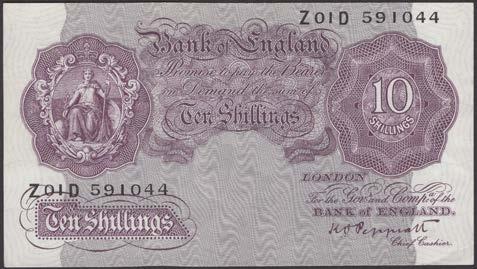 Z01D 591044
Bank of England
Promise to pay the Bearer
on Demand the sum of
Ten Shillings
10
SHILLINGS
Z01D 591044
LONDON
For the Govr and Compa of the
BANK of ENGLAND.
Ten Shillings
K O Peppiatt
Chief Cashier.